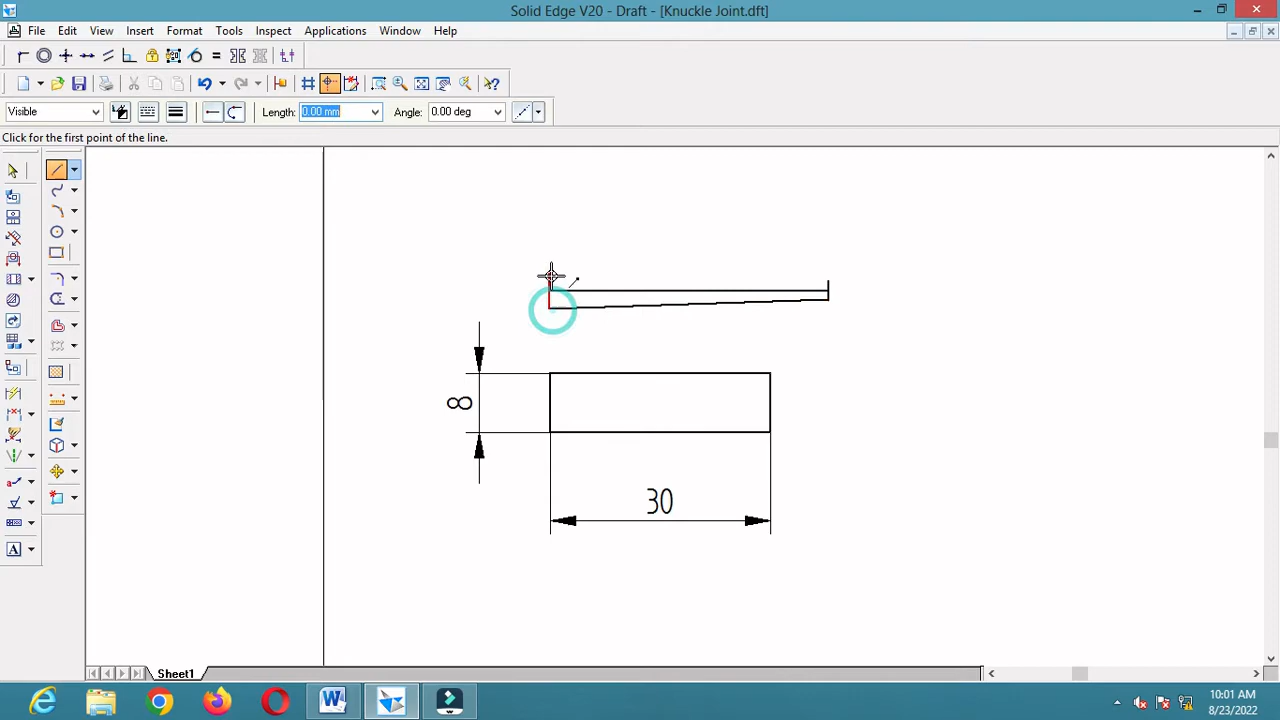 Solid Edge V20 - Draft - [Knuckle Joint.dft]
File Edit View Insert Format Tools Inspect Applications Window Help
Visible Length: 0.00 mm Angle: 0.00 deg
Click for the first point of the line.
8
30
Sheet1
10:01 AM
8/23/2022